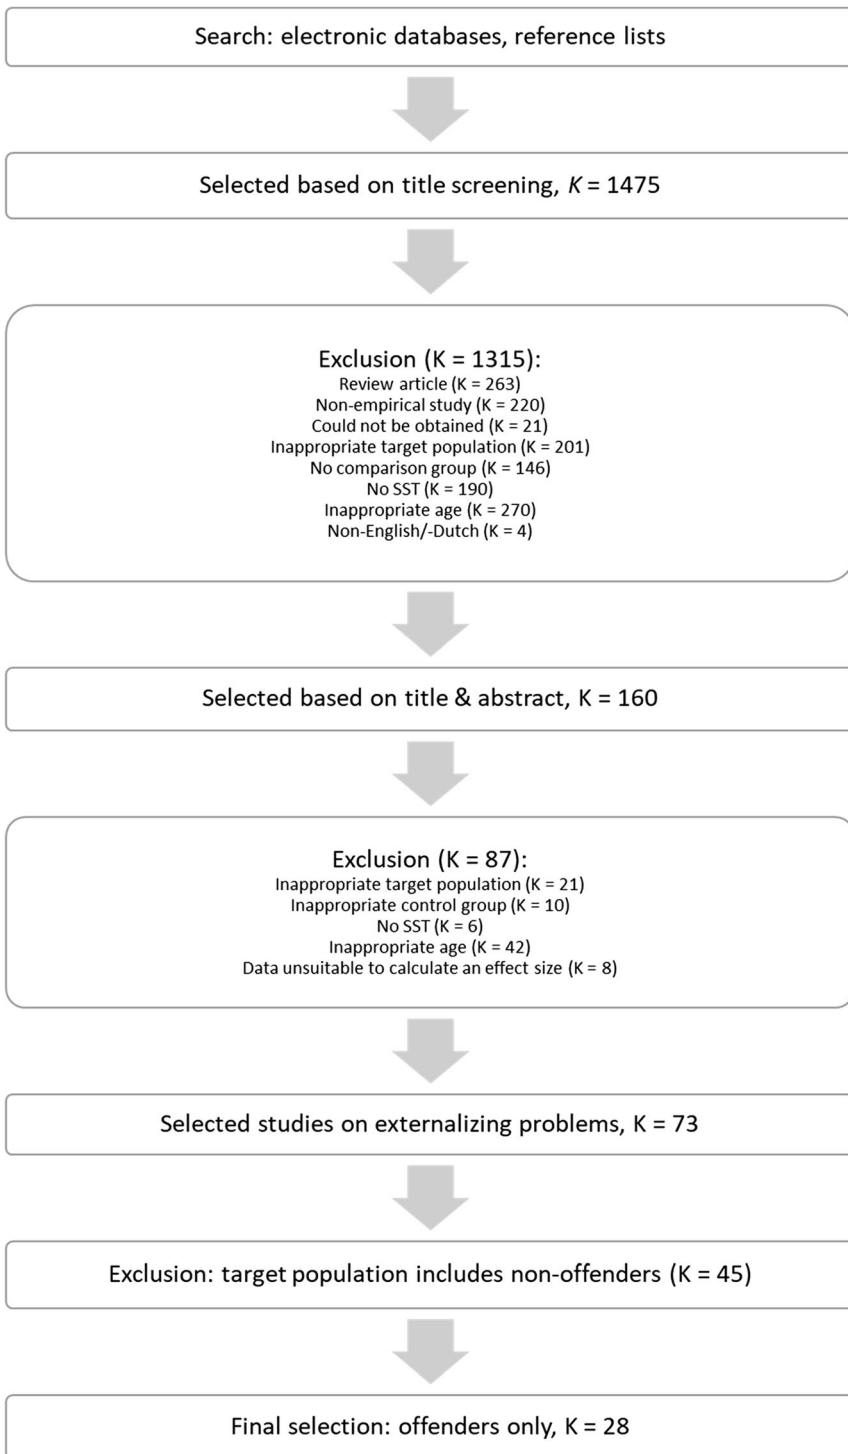 Search: electronic databases, reference lists
Selected based on title screening, K = 1475
Exclusion (K = 1315):
Review article (K = 263)
Non-empirical study (K = 220)
Could not be obtained (K = 21)
Inappropriate target population (K = 201)
No comparison group (K = 146)
No SST (K = 190)
Inappropriate age (K = 270)
Non-English/-Dutch (K = 4)
Selected based on title & abstract, K = 160
Exclusion (K = 87):
Inappropriate target population (K = 21)
Inappropriate control group (K = 10)
No SST (K = 6)
Inappropriate age (K = 42)
Data unsuitable to calculate an effect size (K = 8)
Selected studies on externalizing problems, K = 73
Exclusion: target population includes non-offenders (K = 45)
Final selection: offenders only, K = 28